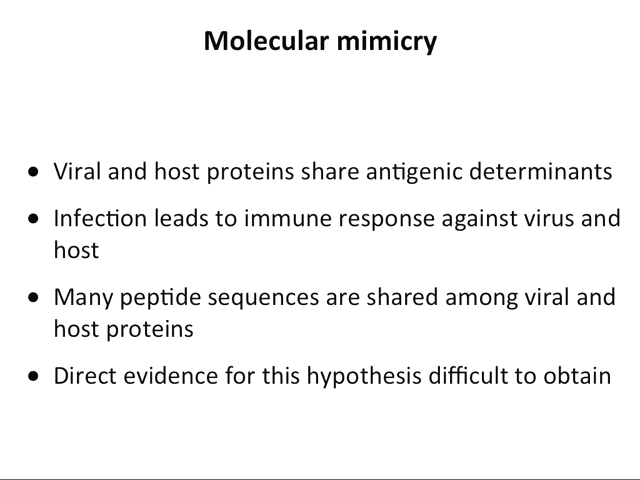 Molecular mimicry
• Viral and host proteins share antigenic determinants
• Infection leads to immune response against virus and
host
• Many peptide sequences are shared among viral and
host proteins
• Direct evidence for this hypothesis difficult to obtain